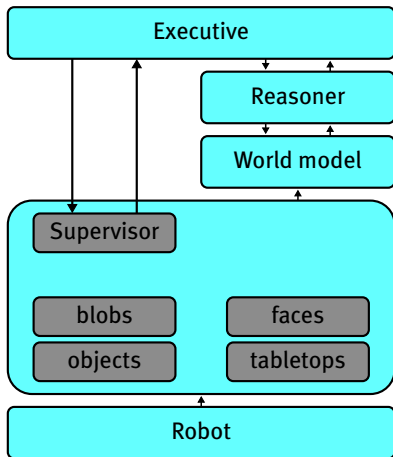 Executive
Reasoner
World model
Supervisor
blobs
faces
objects
tabletops
Robot